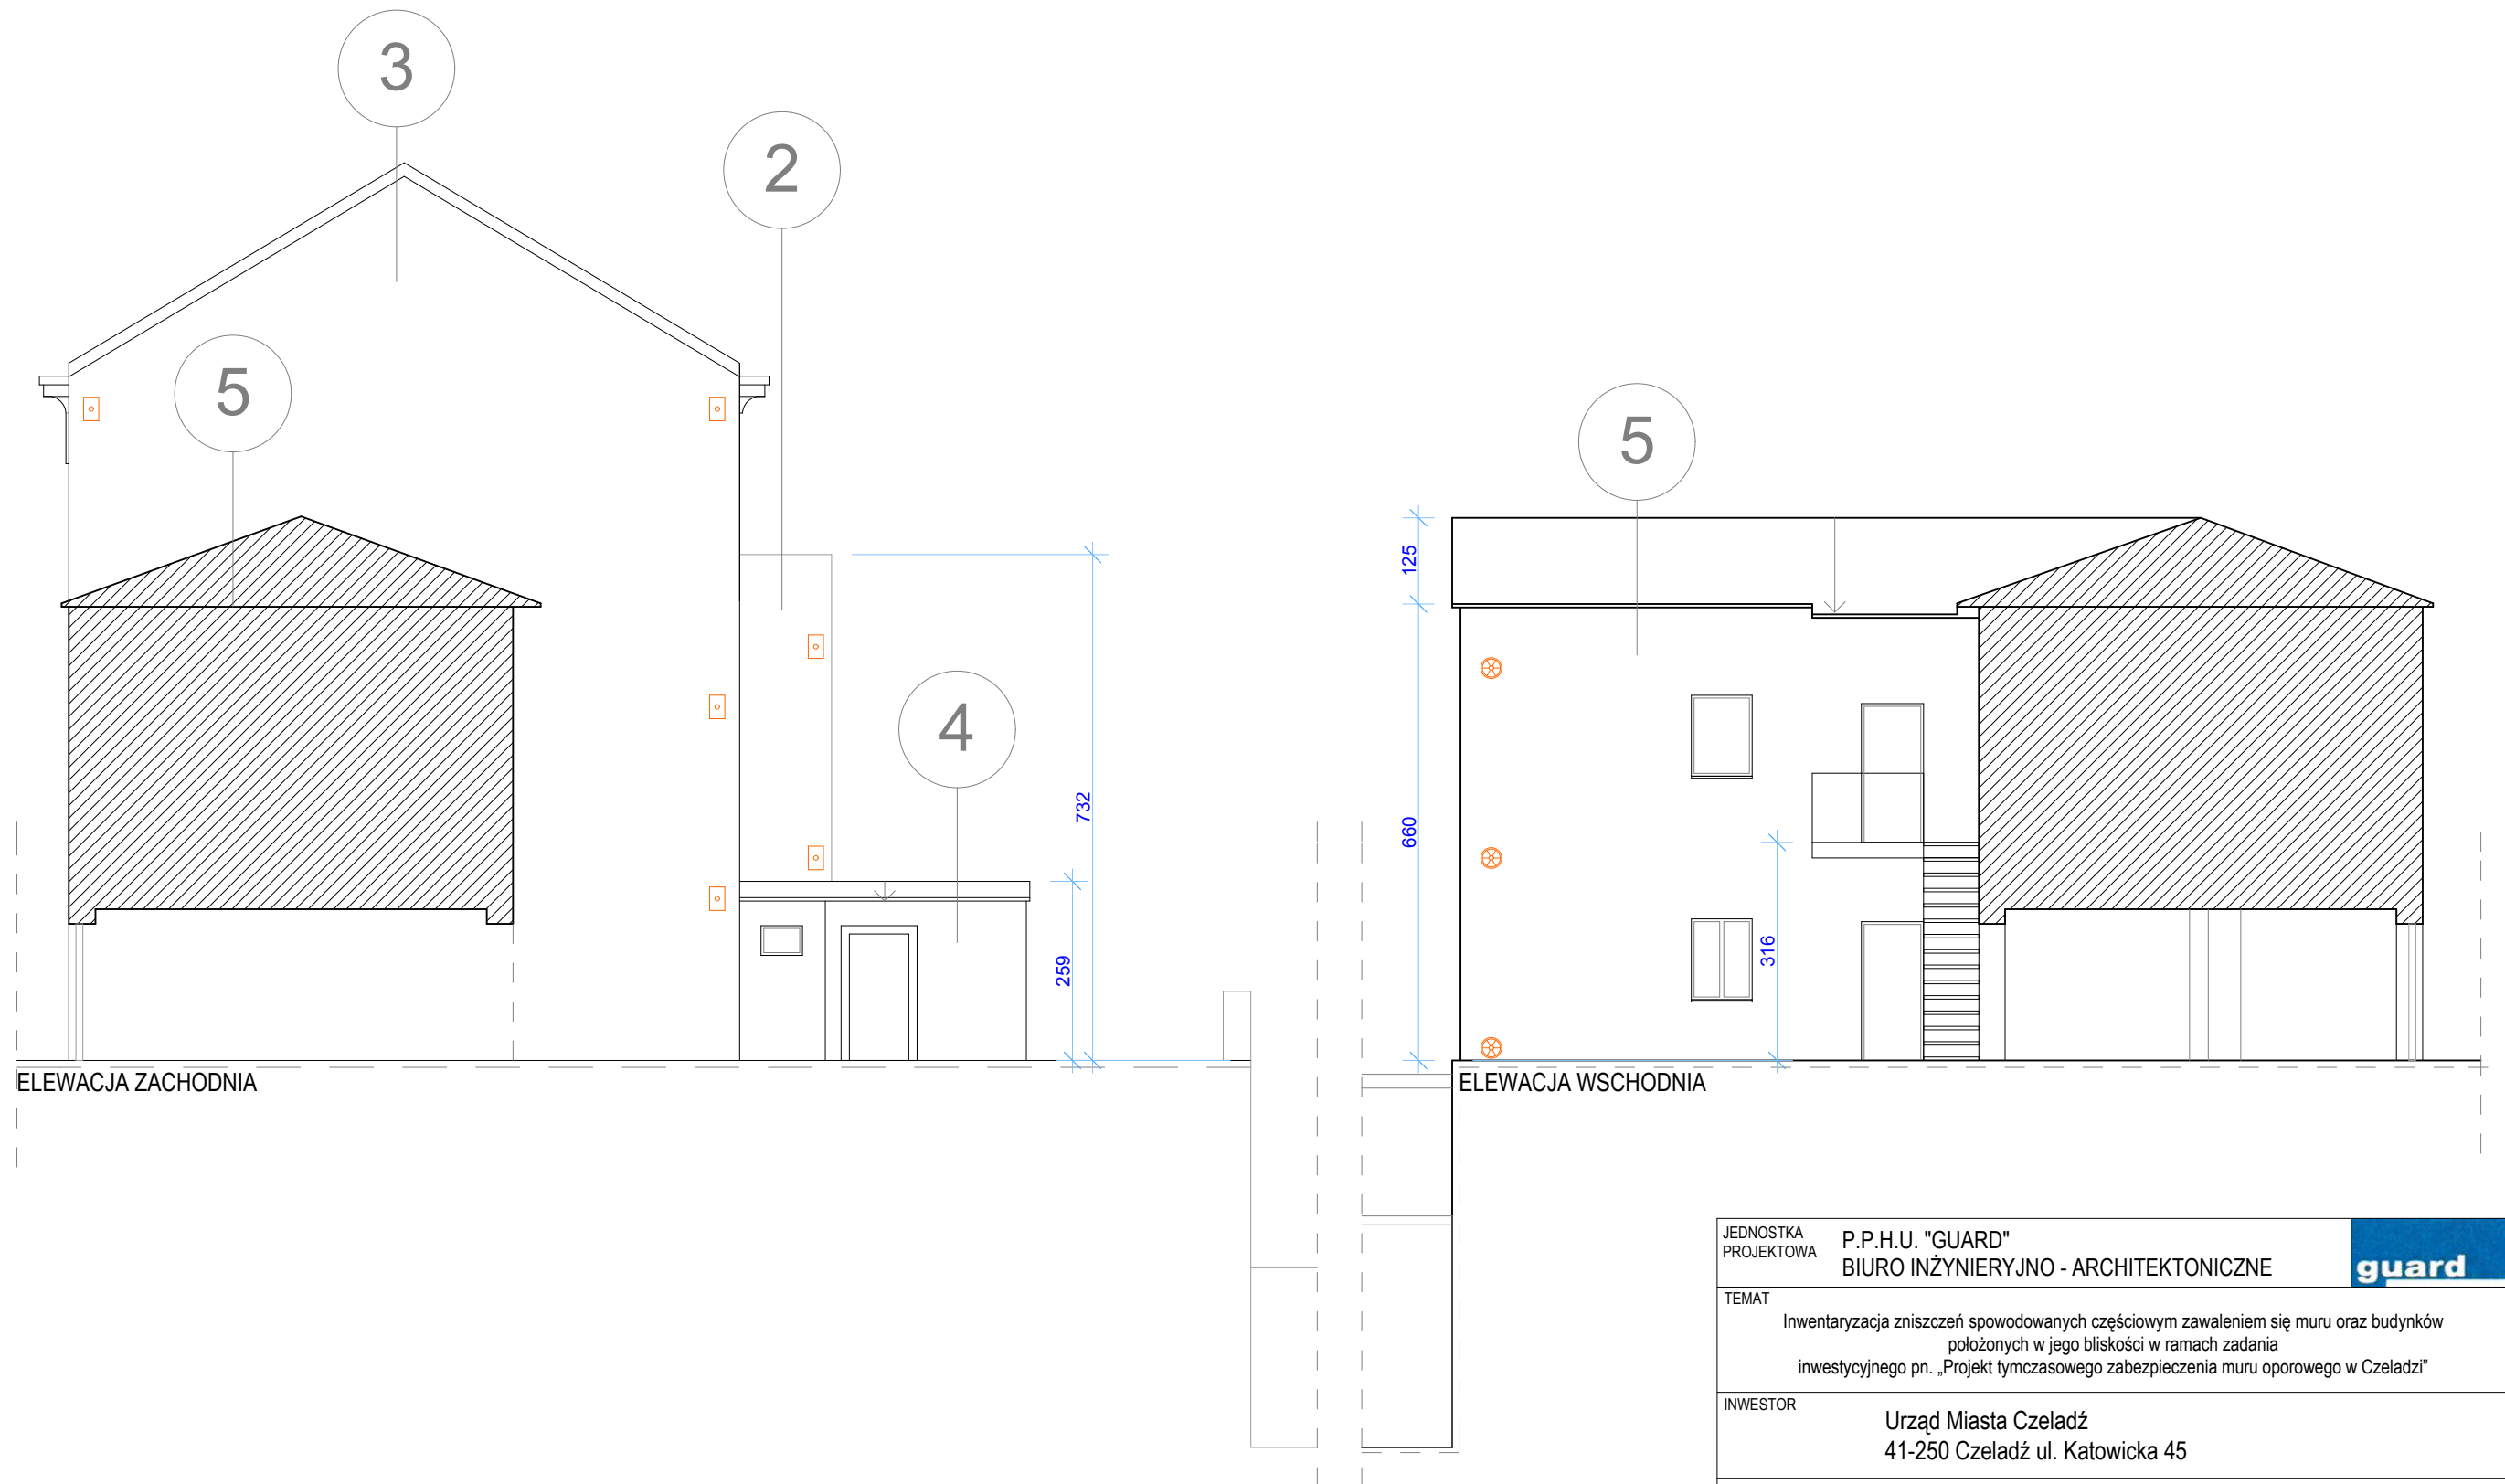 3
2
5
5
4
125
660
732
259
316
ELEWACJA ZACHODNIA
ELEWACJA WSCHODNIA
JEDNOSTKA
PROJEKTOWA
P.P.H.U. "GUARD"
BIURO INŻYNIERYJNO - ARCHITEKTONICZNE
guard
TEMAT
Inwentaryzacja zniszczeń spowodowanych częściowym zawaleniem się muru oraz budynków
położonych w jego bliskości w ramach zadania
inwestycyjnego pn. „Projekt tymczasowego zabezpieczenia muru oporowego w Czeladzi”
INWESTOR
Urząd Miasta Czeladź
41-250 Czeladź ul. Katowicka 45